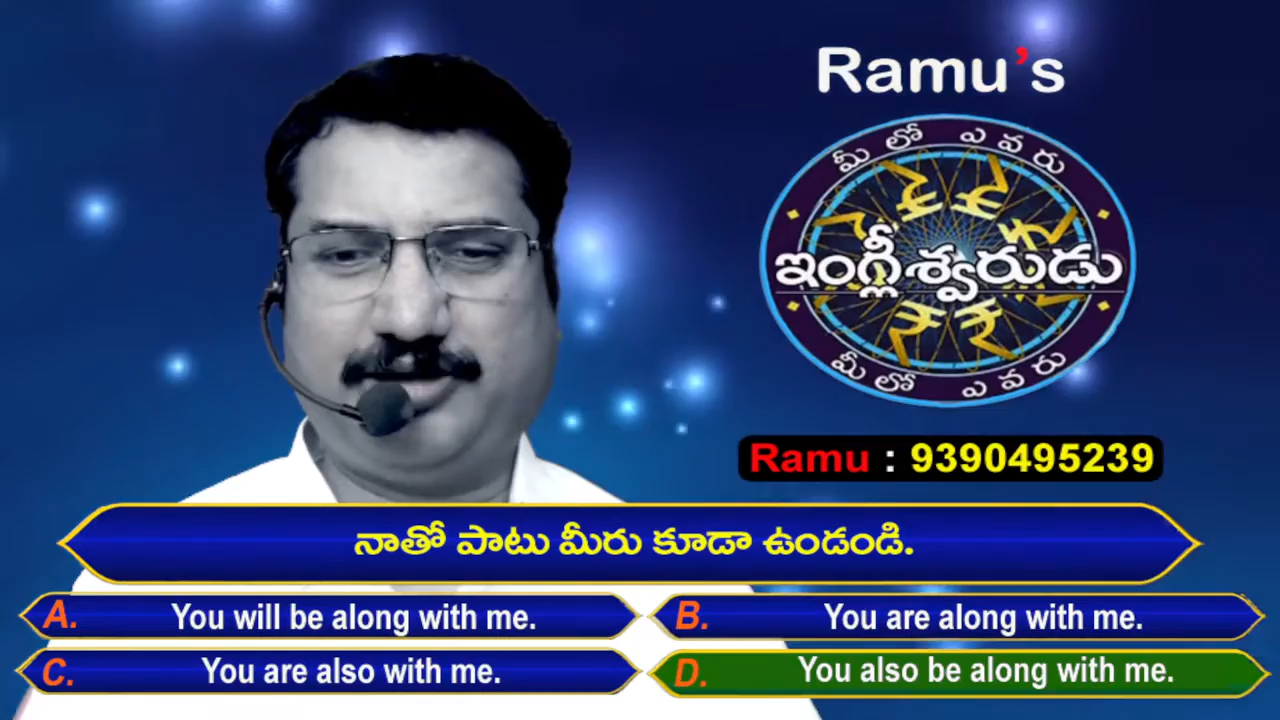 Ramu's
మీలో ఎవరు
ఇంగ్లీశ్వరుడు
మీలో ఎవరు
Ramu : 9390495239
నాతో పాటు మీరు కూడా ఉండండి.
A. You will be along with me.
B. You are along with me.
C. You are also with me.
D. You also be along with me.